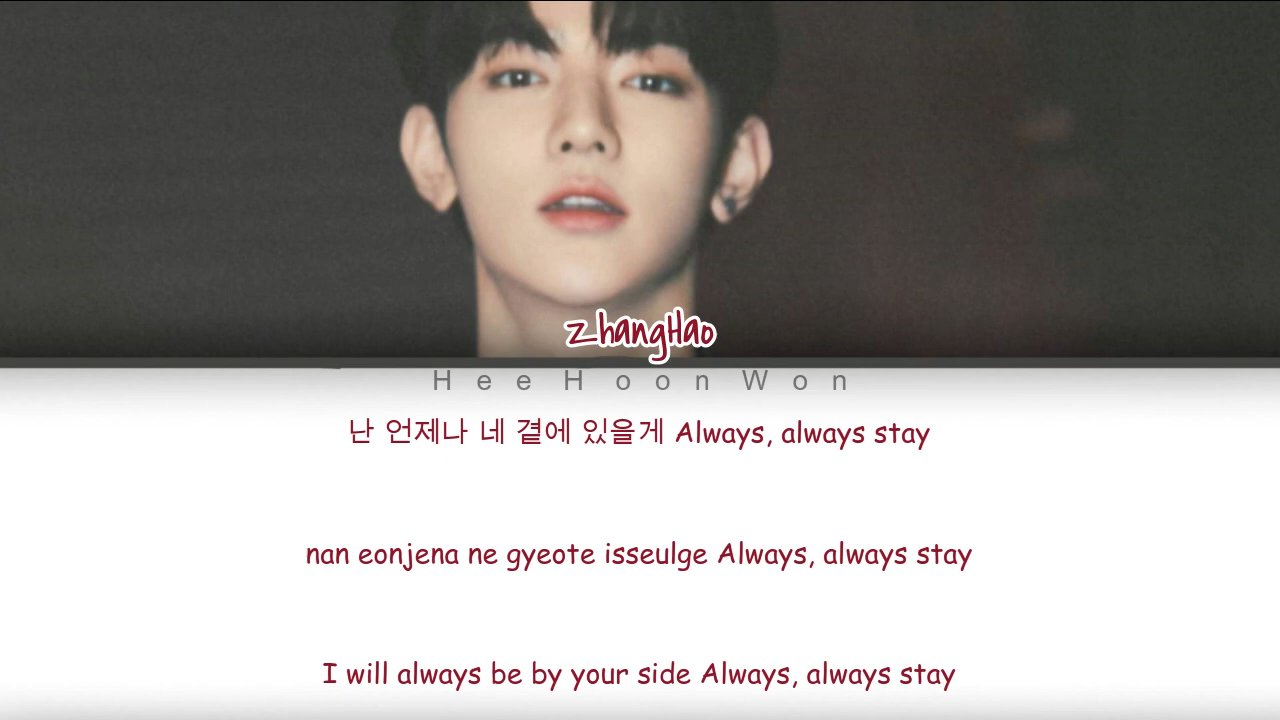 ZhangHao
HeeHoonWon
난 언제나 네 곁에 있을게 Always, always stay
nan eonjena ne gyeote isseulge Always, always stay
I will always be by your side Always, always stay